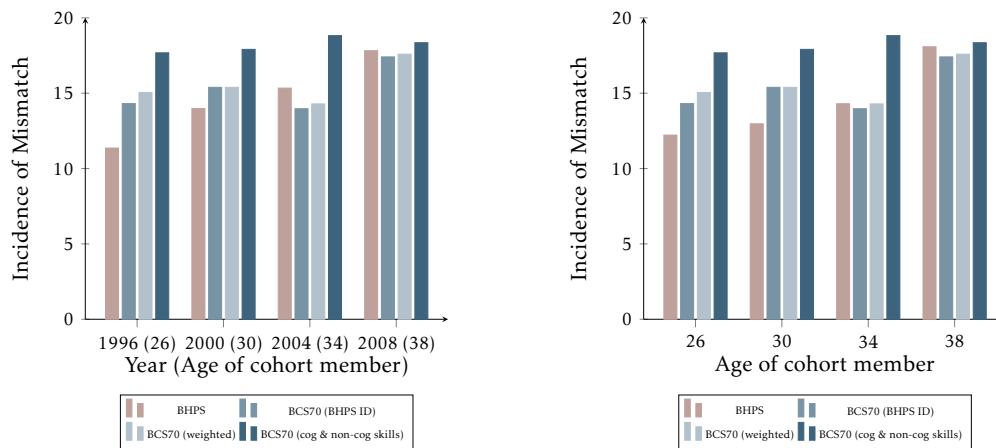 Incidence of Mismatch
20
15
10
5
0
1996 (26) 2000 (30) 2004 (34) 2008 (38)
Year (Age of cohort member)
BHPS BCS70 (BHPS ID)
BCS70 (weighted) BCS70 (cog & non-cog skills)
Incidence of Mismatch
20
15
10
5
0
26 30 34 38
Age of cohort member
BHPS BCS70 (BHPS ID)
BCS70 (weighted) BCS70 (cog & non-cog skills)